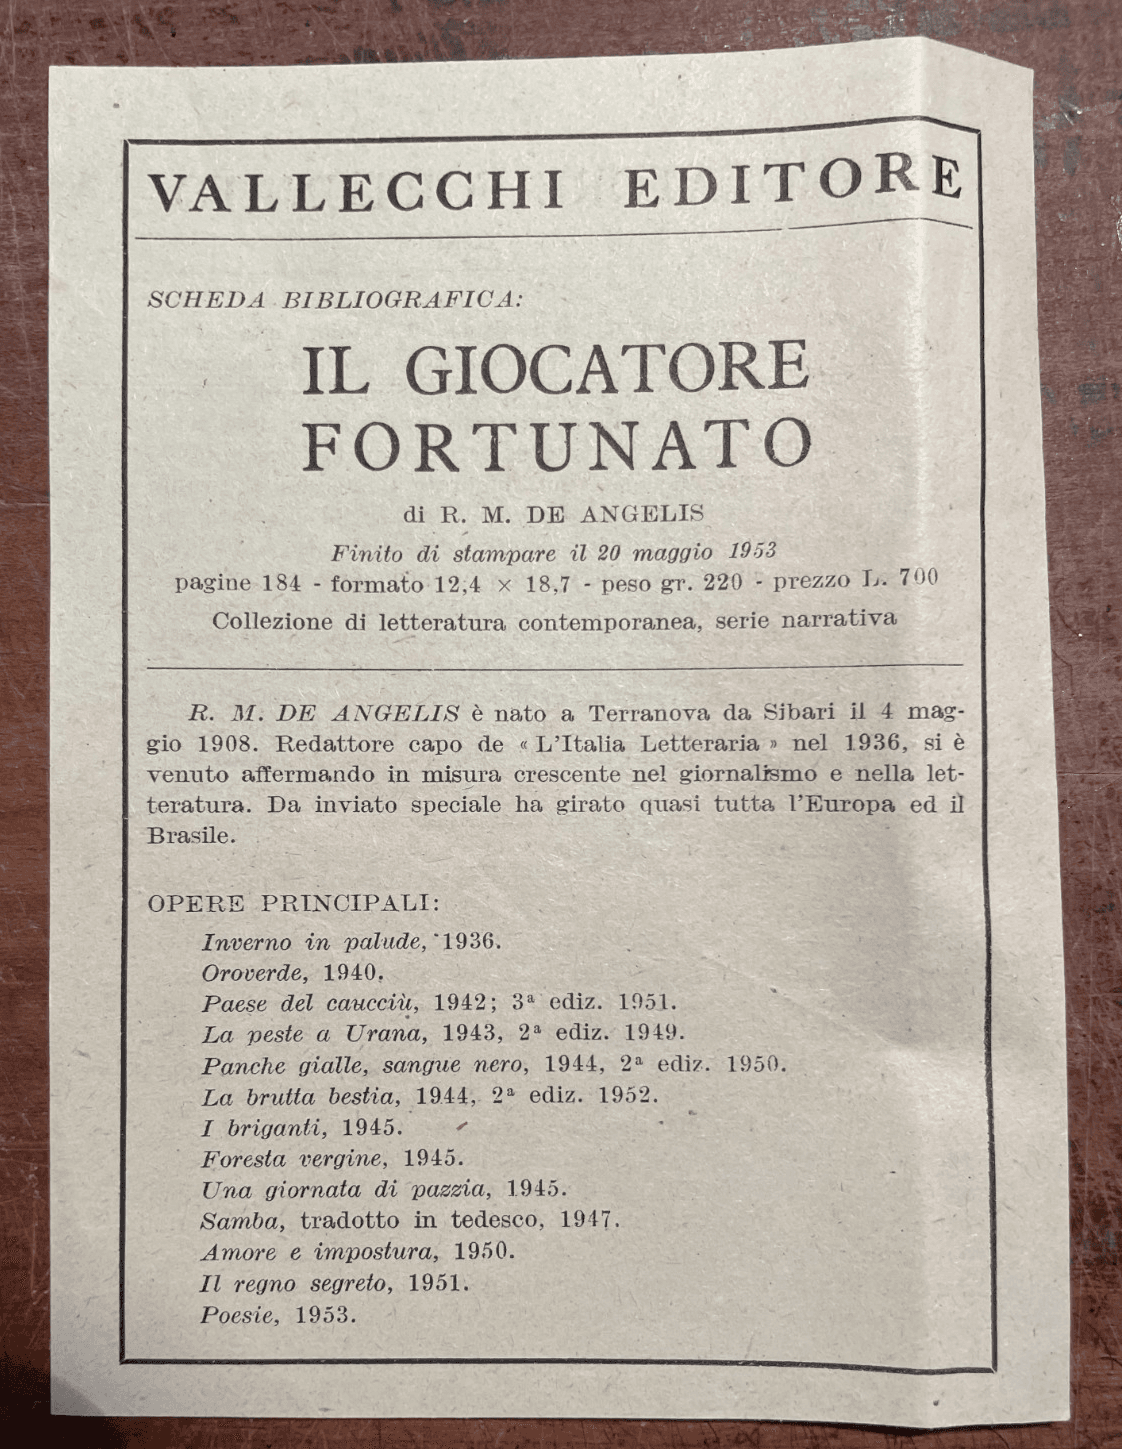 VALLECCHI EDITORE
SCHEDA BIBLIOGRAFICA:
IL GIOCATORE
FORTUNATO
di R. M. DE ANGELIS
Finito di stampare il 20 maggio 1953
pagine 184 - formato 12,4 × 18,7 - peso gr. 220 - prezzo L. 700
Collezione di letteratura contemporanea, serie narrativa
R. M. DE ANGELIS è nato a Terranova da Sibari il 4 mag-
gio 1908. Redattore capo de « L'Italia Letteraria » nel 1936, si è
venuto affermando in misura crescente nel giornalismo e nella let-
teratura. Da inviato speciale ha girato quasi tutta l'Europa ed il
Brasile.
OPERE PRINCIPALI:
Inverno in palude, 1936.
Oroverde, 1940.
Paese del caucciù, 1942; 3ª ediz. 1951.
La peste a Urana, 1943, 2ª ediz. 1949.
Panche gialle, sangue nero, 1944, 2ª ediz. 1950.
La brutta bestia, 1944, 2ª ediz. 1952.
I briganti, 1945.
Foresta vergine, 1945.
Una giornata di pazzia, 1945.
Samba, tradotto in tedesco, 1947.
Amore e impostura, 1950.
Il regno segreto, 1951.
Poesie, 1953.